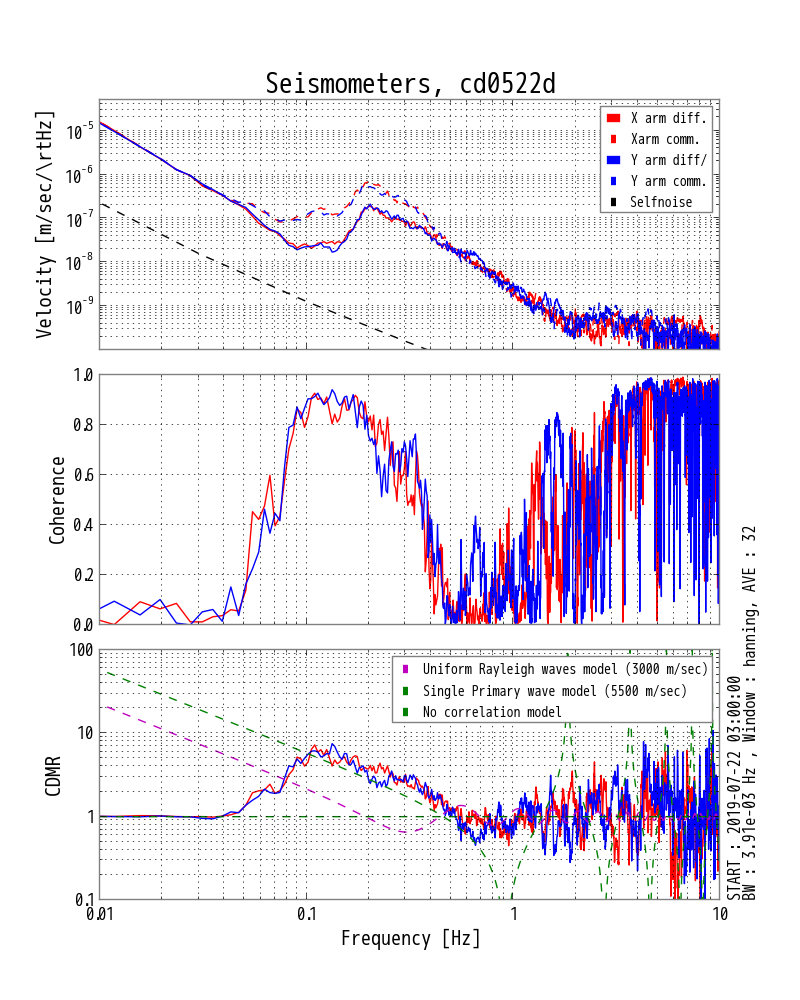 Seismometers, cd0522d
Velocity [m/sec/\rtHz]
10^-5
10^-6
10^-7
10^-8
10^-9
X arm diff.
Xarm comm.
Y arm diff/
Y arm comm.
Selfnoise
Coherence
1.0
0.8
0.6
0.4
0.2
0.0
CDMR
100
10
1
0.1
Uniform Rayleigh waves model (3000 m/sec)
Single Primary wave model (5500 m/sec)
No correlation model
0.01
0.1
1
10
Frequency [Hz]
START : 2019-07-22 03:00:00
BW : 3.91e-03 Hz , Window : hanning, AVE : 32